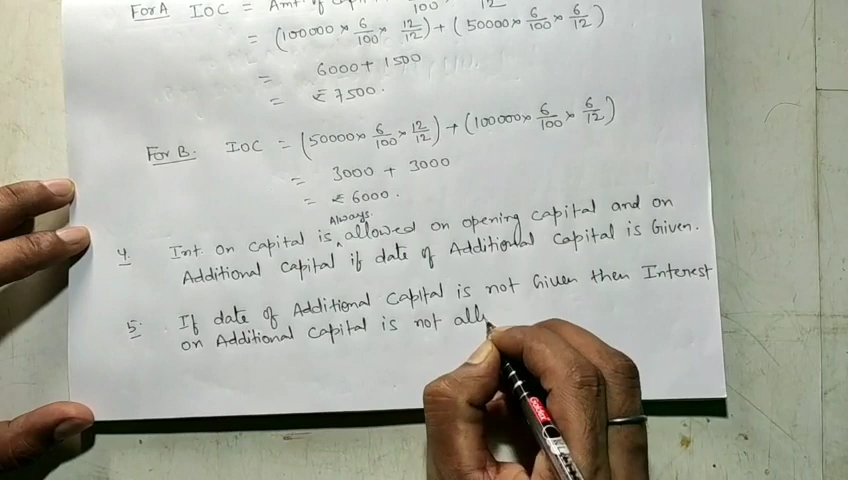 For A IOC = Amt. of Capital 100 12
= (100000 × 6/100 × 12/12) + (50000 × 6/100 × 6/12)
= 6000 + 1500
= ₹ 7500.
For B. IOC = (50000 × 6/100 × 12/12) + (100000 × 6/100 × 6/12)
= 3000 + 3000
= ₹ 6000.
Always
4. Int. on capital is ^ allowed on opening capital and on
Additional Capital if date of Additional Capital is Given.
5. If date of Additional Capital is not Given then Interest
on Additional Capital is not all